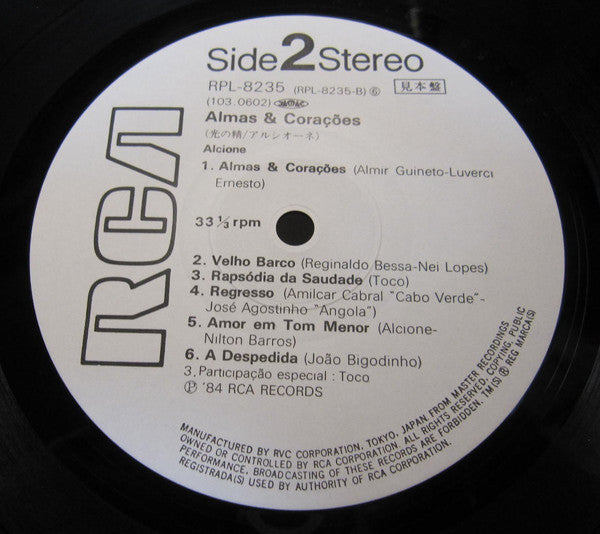 Side 2 Stereo
RPL-8235 (RPL-8235-B) ⑥ 見本盤
(103.0602)
Almas & Corações
(光の精/アルシオーネ)
Alcione
1. Almas & Corações (Almir Guineto-Luverci
Ernesto)
33 1/3 rpm
2. Velho Barco (Reginaldo Bessa-Nei Lopes)
3. Rapsódia da Saudade (Toco)
4. Regresso (Amilcar Cabral "Cabo Verde"-
José Agostinho "Angola")
5. Amor em Tom Menor (Alcione-
Nilton Barros)
6. A Despedida (João Bigodinho)
3. Participação especial : Toco
Ⓟ '84 RCA RECORDS
MANUFACTURED BY RVC CORPORATION, TOKYO, JAPAN, FROM MASTER RECORDINGS
OWNED OR CONTROLLED BY RCA CORPORATION. ALL RIGHTS RESERVED. COPYING, PUBLIC
PERFORMANCE, BROADCASTING OF THESE RECORDS ARE FORBIDDEN. TM(S) ® REG MARCA(S)
REGISTRADA(S) USED BY AUTHORITY OF RCA CORPORATION.
RCA